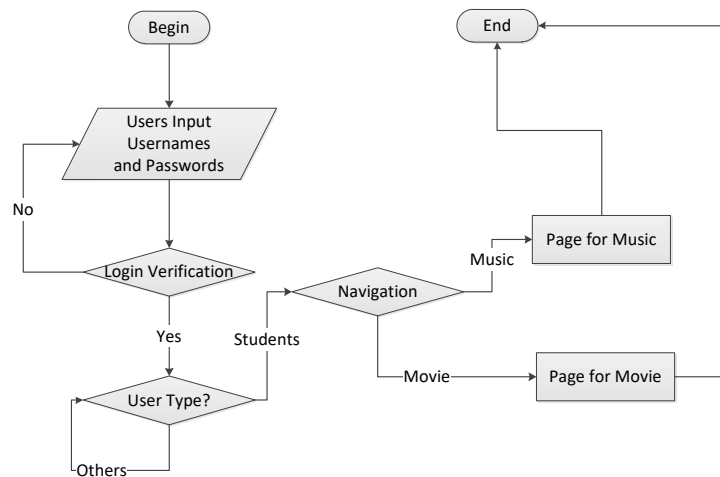 Begin
End
Users Input
Usernames
and Passwords
No
Login Verification
Yes
Students
User Type?
Others
Navigation
Music
Page for Music
Movie
Page for Movie